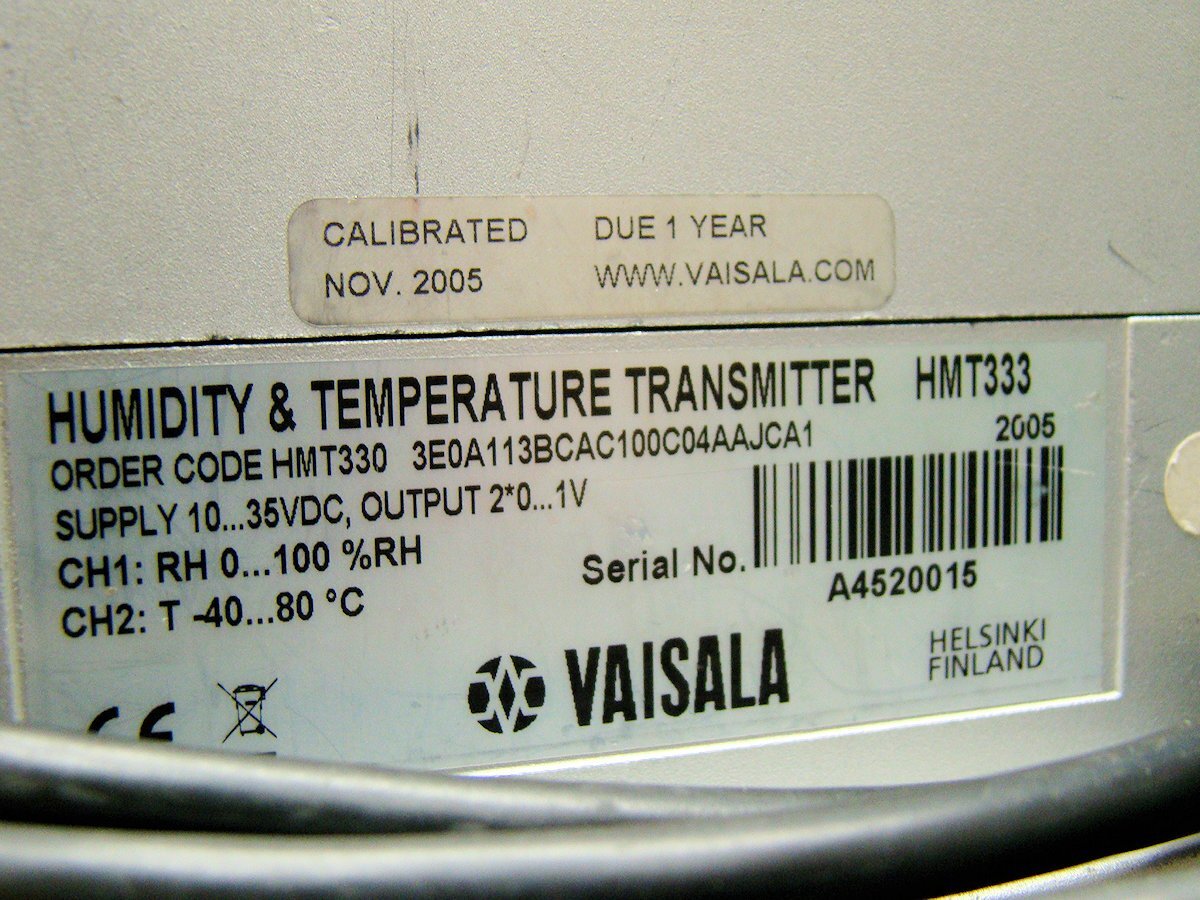 CALIBRATED DUE 1 YEAR
NOV. 2005 WWW.VAISALA.COM
HUMIDITY & TEMPERATURE TRANSMITTER HMT333
2005
ORDER CODE HMT330 3E0A113BCAC100C04AAJCA1
SUPPLY 10...35VDC, OUTPUT 2*0...1V
CH1: RH 0...100 %RH
CH2: T -40...80 °C
Serial No.
A4520015
VAISALA
HELSINKI
FINLAND
CE